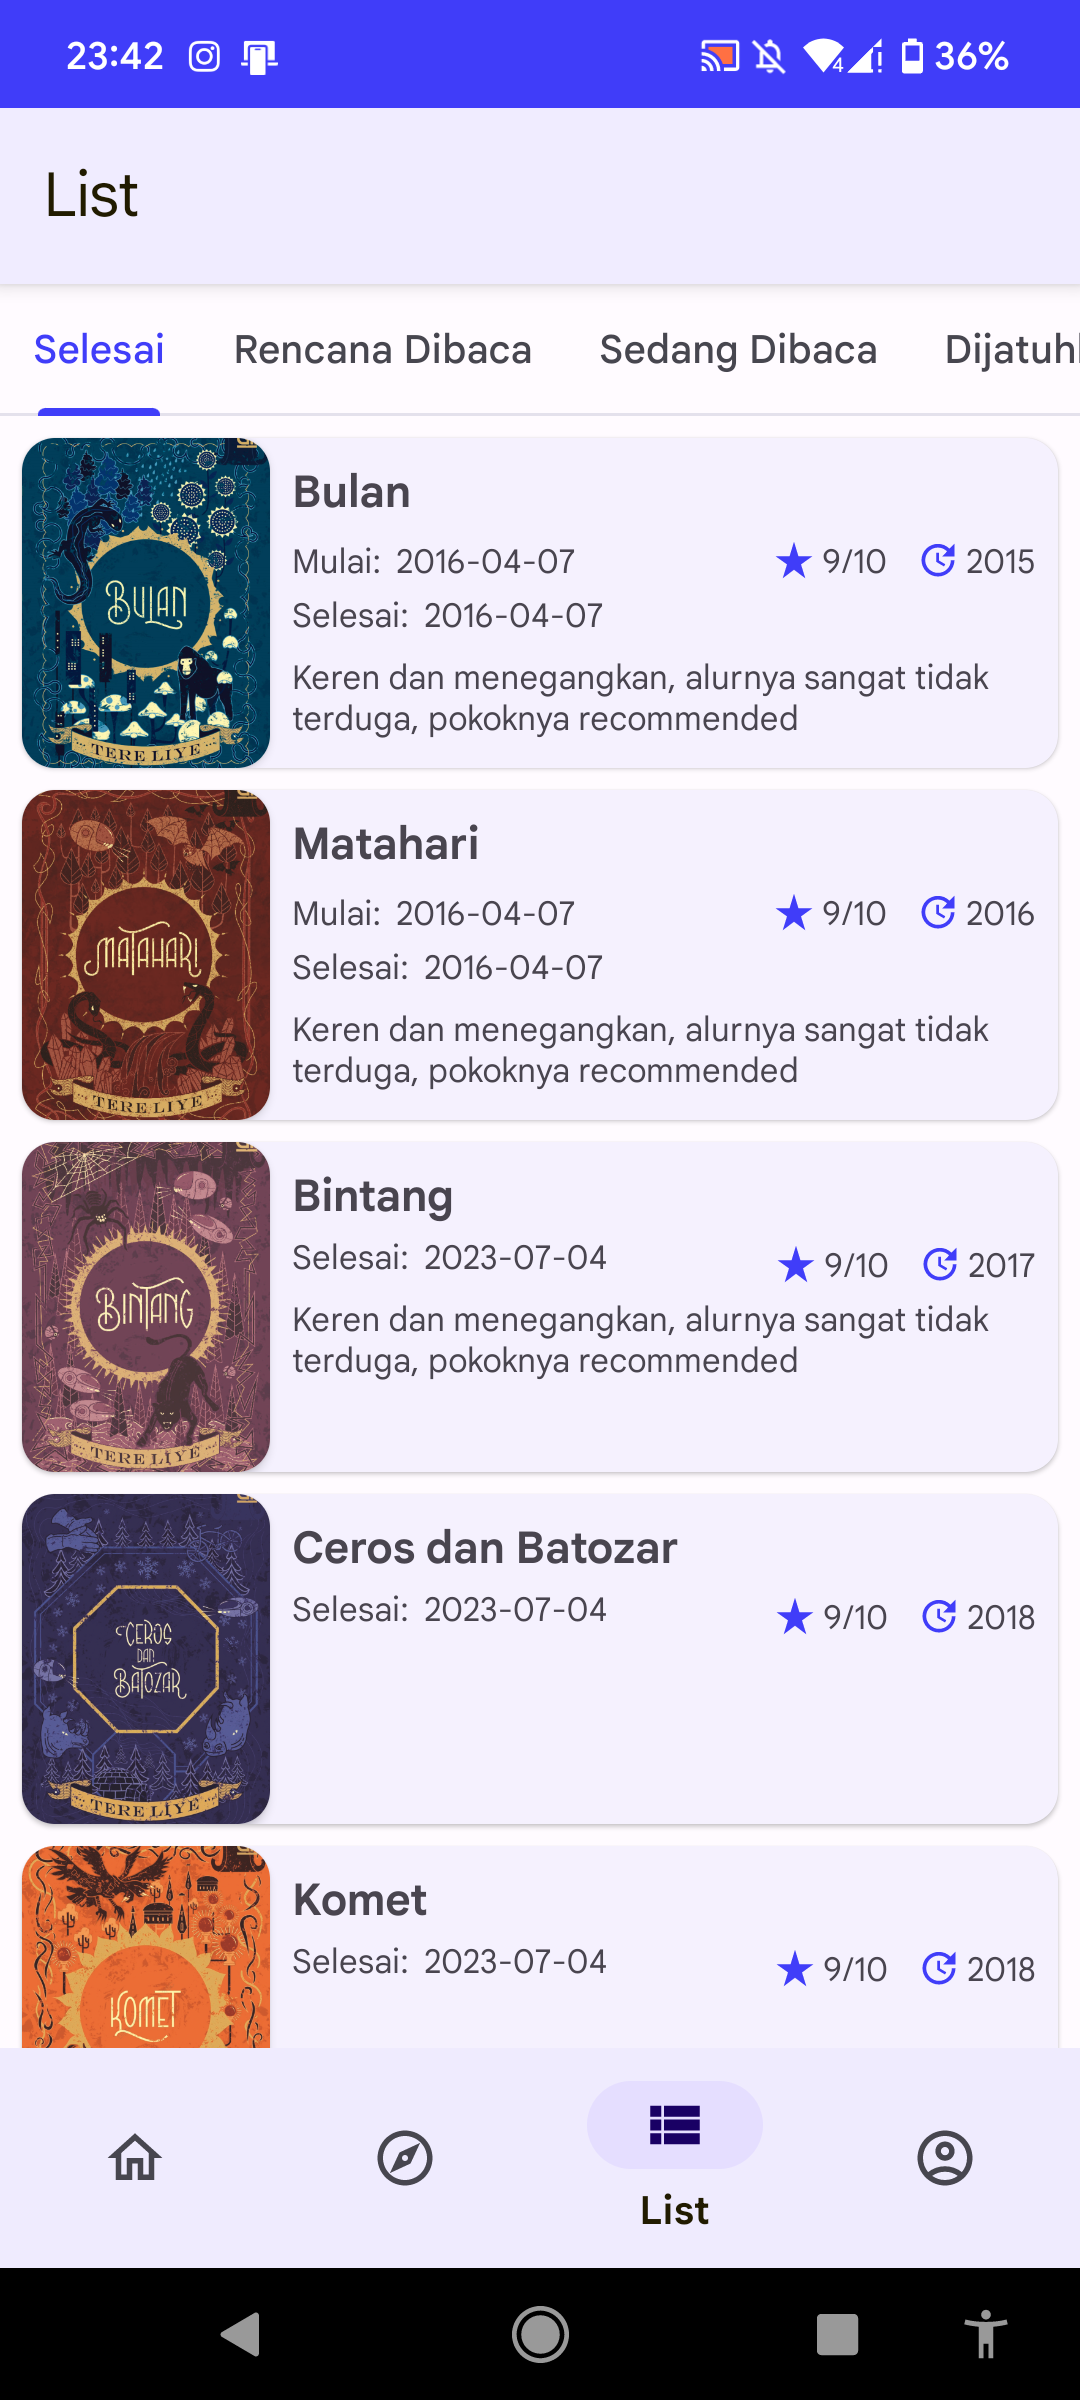 23:42
36%
List
Selesai Rencana Dibaca Sedang Dibaca Dijatuh
BULAN
TERE LIYE
Bulan
Mulai: 2016-04-07 9/10 2015
Selesai: 2016-04-07
Keren dan menegangkan, alurnya sangat tidak
terduga, pokoknya recommended
MATAHARI
TERE LIYE
Matahari
Mulai: 2016-04-07 9/10 2016
Selesai: 2016-04-07
Keren dan menegangkan, alurnya sangat tidak
terduga, pokoknya recommended
BINTANG
TERE LIYE
Bintang
Selesai: 2023-07-04 9/10 2017
Keren dan menegangkan, alurnya sangat tidak
terduga, pokoknya recommended
CEROS
DAN
BATOZAR
TERE LIYE
Ceros dan Batozar
Selesai: 2023-07-04 9/10 2018
KOMET
Komet
Selesai: 2023-07-04 9/10 2018
List